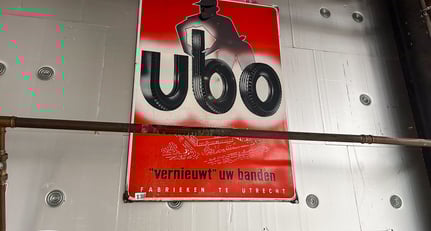 ubo
"vernieuwt" uw banden
FABRIEKEN TE UTRECHT